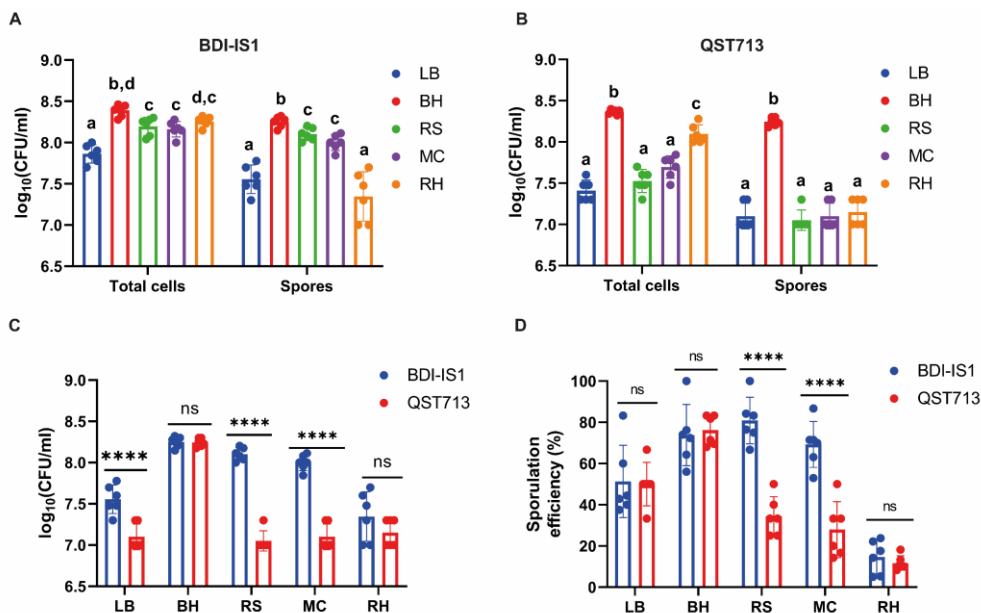 A
BDI-IS1
log10(CFU/ml)
9.0
8.5
8.0
7.5
7.0
6.5
a
b,d
c
c
d,c
a
b
c
c
a
Total cells
Spores
LB
BH
RS
MC
RH
B
QST713
log10(CFU/ml)
9.0
8.5
8.0
7.5
7.0
6.5
a
b
a
a
c
a
b
a
a
a
Total cells
Spores
LB
BH
RS
MC
RH
C
log10(CFU/ml)
9.0
8.5
8.0
7.5
7.0
6.5
****
ns
****
****
ns
LB
BH
RS
MC
RH
BDI-IS1
QST713
D
Sporulation
efficiency (%)
100
80
60
40
20
0
ns
ns
****
****
ns
LB
BH
RS
MC
RH
BDI-IS1
QST713